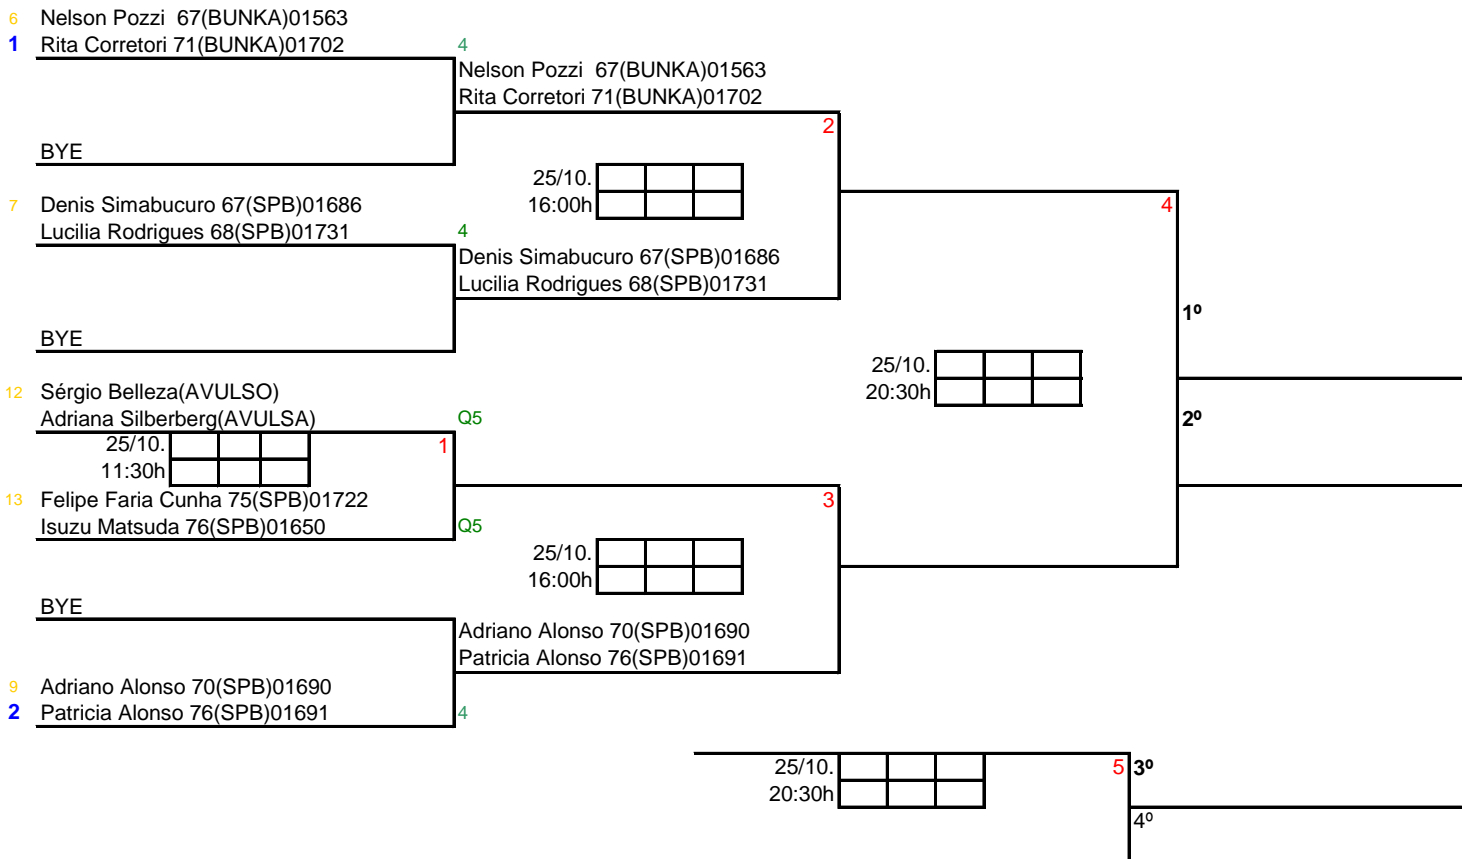 6 Nelson Pozzi  67(BUNKA)01563
1 Rita Corretori 71(BUNKA)01702
4
Nelson Pozzi  67(BUNKA)01563
Rita Corretori 71(BUNKA)01702
2
BYE
25/10.
16:00h
7 Denis Simabucuro 67(SPB)01686
Lucilia Rodrigues 68(SPB)01731
4
4
Denis Simabucuro 67(SPB)01686
Lucilia Rodrigues 68(SPB)01731
1º
BYE
25/10.
20:30h
12 Sérgio Belleza(AVULSO)
Adriana Silberberg(AVULSA)
Q5
2º
25/10.
11:30h
1
13 Felipe Faria Cunha 75(SPB)01722
Isuzu Matsuda 76(SPB)01650
Q5
3
25/10.
16:00h
BYE
Adriano Alonso 70(SPB)01690
Patricia Alonso 76(SPB)01691
9 Adriano Alonso 70(SPB)01690
2 Patricia Alonso 76(SPB)01691
4
25/10.
20:30h
5
3º
4º